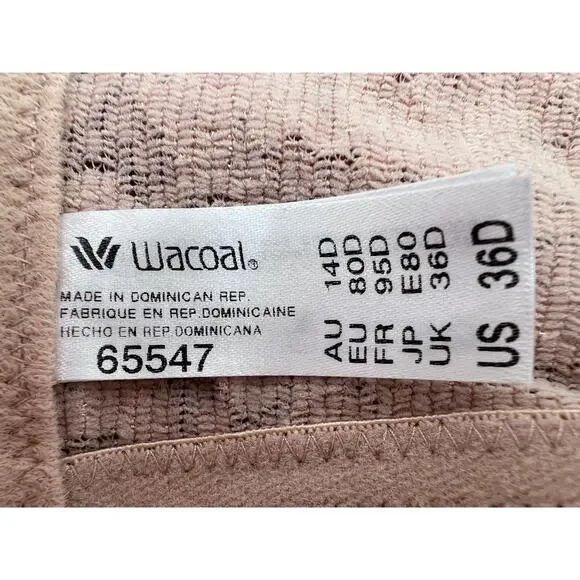 Wacoal®
MADE IN DOMINICAN REP.
FABRIQUE EN REP.DOMINICAINE
HECHO EN REP.DOMINICANA
65547
AU 14D
EU 80D
FR 95D
JP E80
UK 36D
US 36D